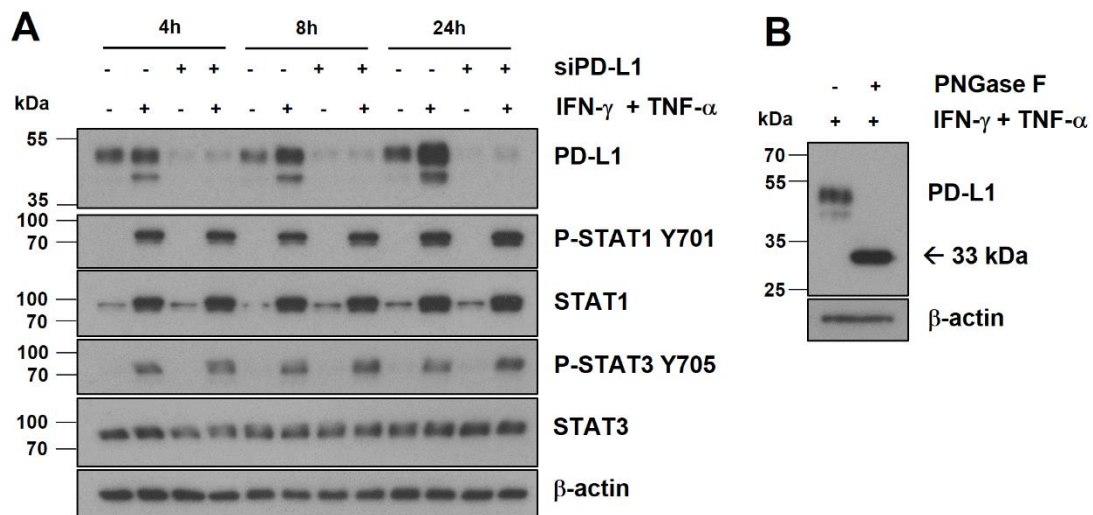 A
4h 8h 24h
- - + + - - + + - - + + siPD-L1
- + - + - + - + - + - + IFN-γ + TNF-α
kDa
55
35
PD-L1
100
70
P-STAT1 Y701
100
70
STAT1
100
70
P-STAT3 Y705
100
70
STAT3
β-actin
B
- + PNGase F
+ + IFN-γ + TNF-α
kDa
70
55
35
25
PD-L1
← 33 kDa
β-actin